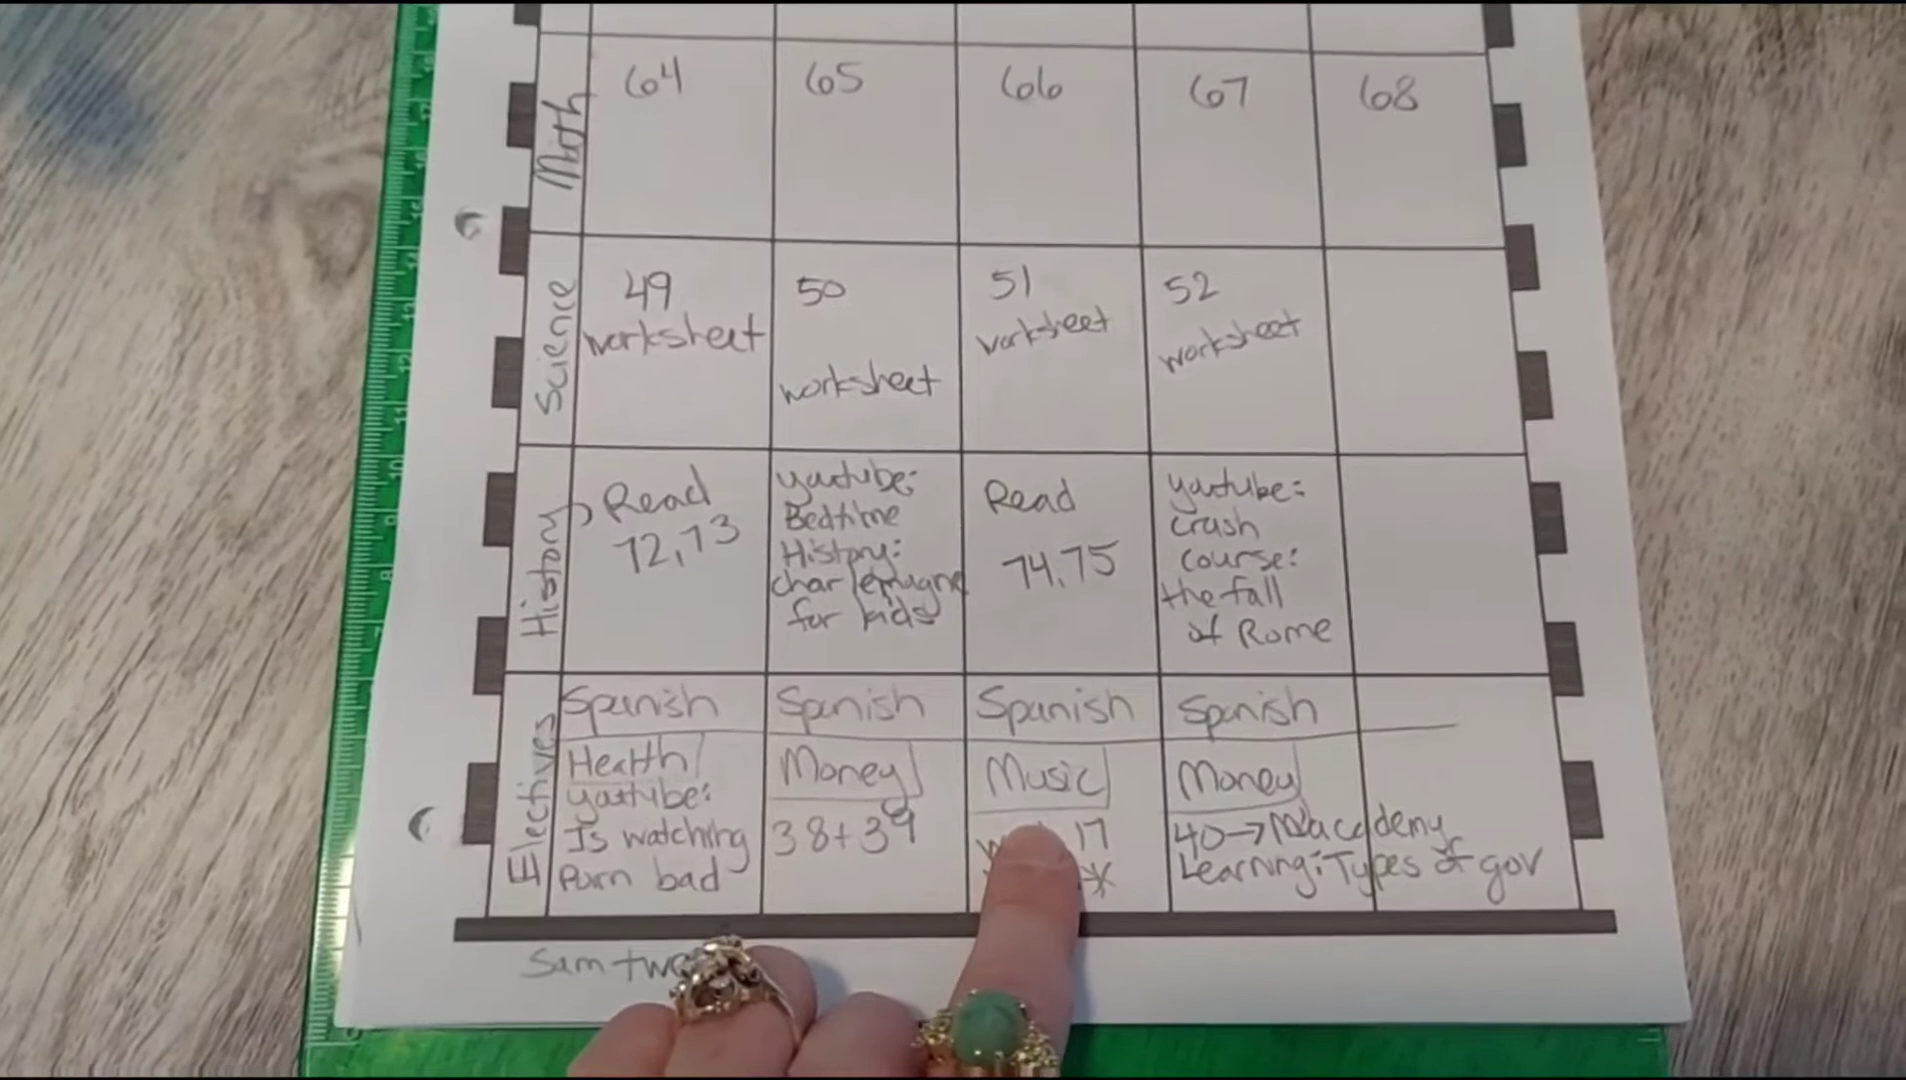 Math
64
65
66
67
68
Science
49
worksheet
50
worksheet
51
worksheet
52
worksheet
History
Read
72,73
youtube:
Bedtime
History:
charlemagne
for kids
Read
74,75
youtube:
crash
course:
the fall
of Rome
Electives
Spanish
Spanish
Spanish
Spanish
Health
youtube:
Is watching
Porn bad
Money
38+39
Music
17
*
Money
40→
Learning: Types of gov
Sam